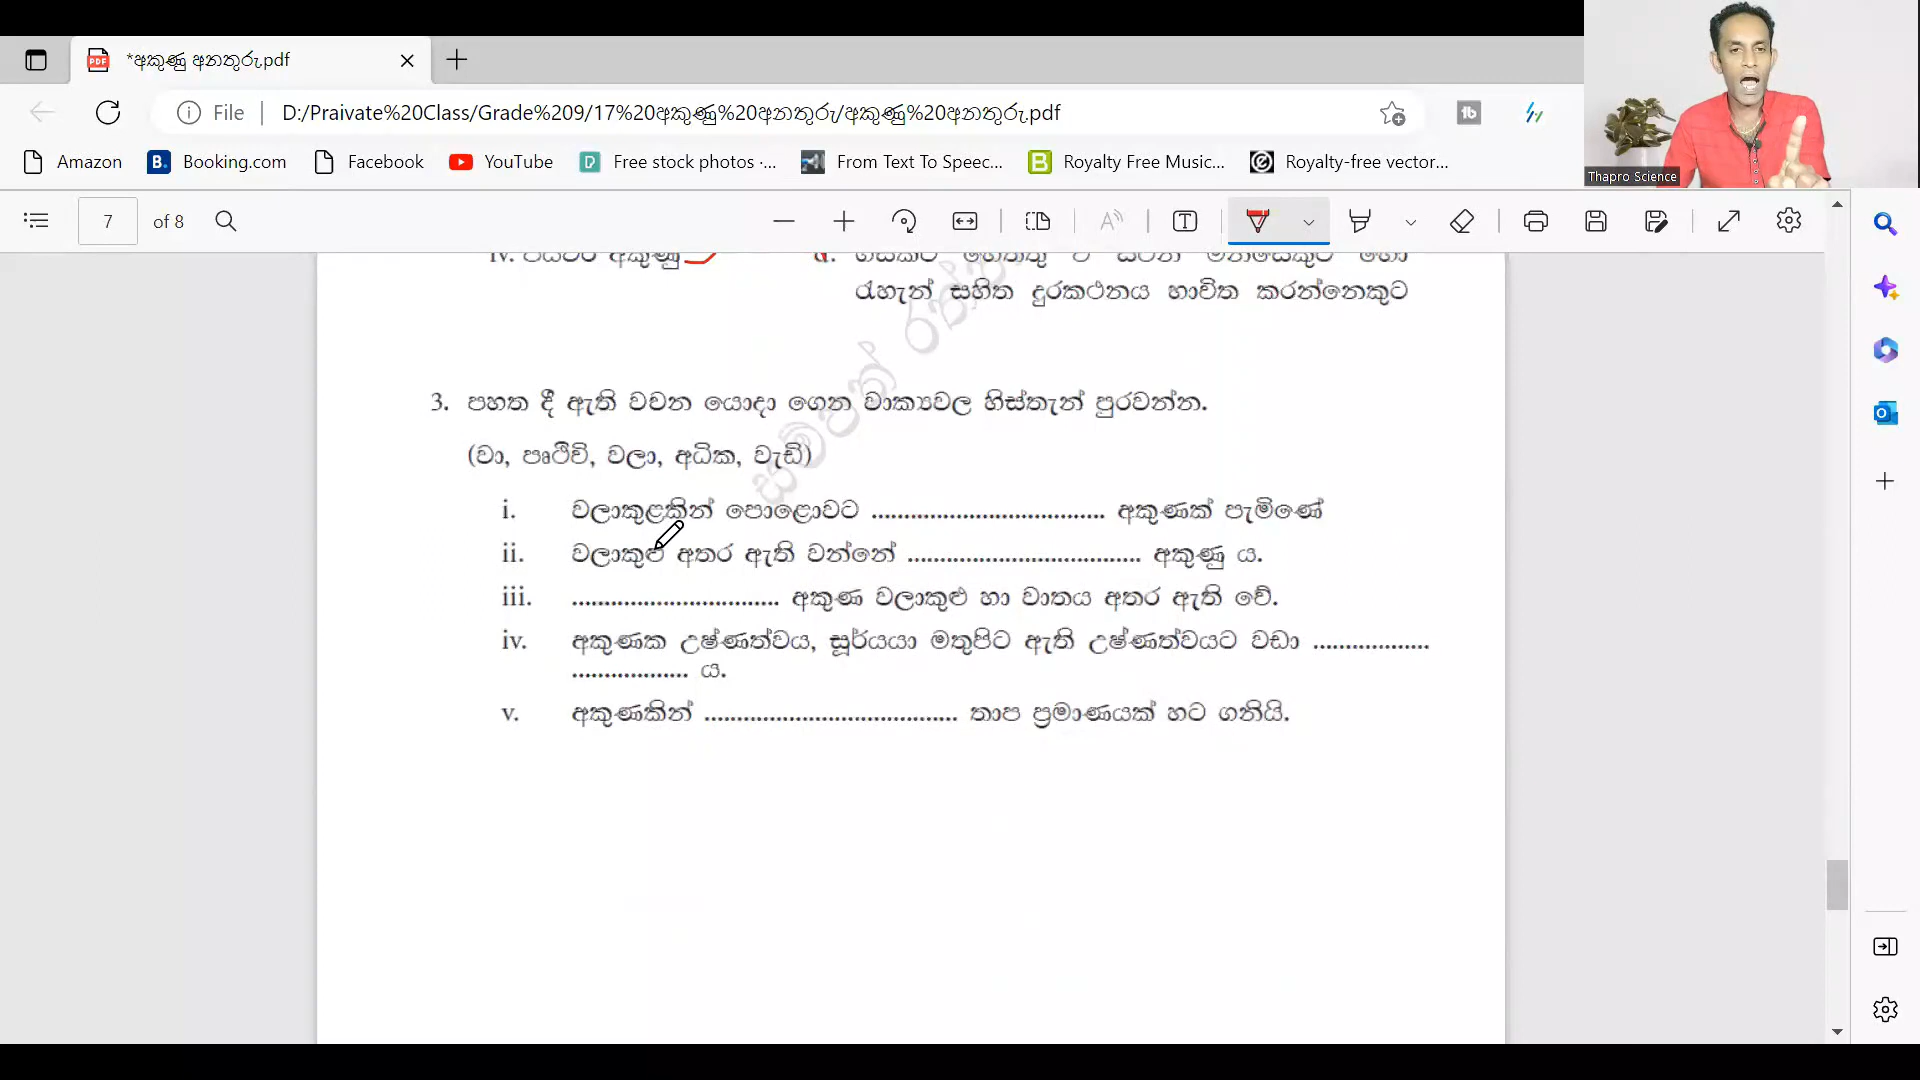 *අකුණු අනතුරු.pdf
File
D:/Praivate%20Class/Grade%209/17%20අකුණු%20අනතුරු/අකුණු%20අනතුරු.pdf
Amazon
Booking.com
Facebook
YouTube
Free stock photos -...
From Text To Speec...
Royalty Free Music...
Royalty-free vector...
Thapro Science
7 of 8
iv. අකුණු
රැහැන් සහිත දුරකථනය භාවිත කරන්නෙකුට
3. පහත දී ඇති වචන යොදා ගෙන වාක්‍යවල හිස්තැන් පුරවන්න.
(වා, පෘථිවි, වලා, අධික, වැඩි)
i. වලාකුළකින් පොළොවට .................................... අකුණක් පැමිණේ
ii. වලාකුළු අතර ඇති වන්නේ .................................... අකුණු ය.
iii. ................................ අකුණ වලාකුළු හා වාතය අතර ඇති වේ.
iv. අකුණක උෂ්ණත්වය, සූර්යයා මතුපිට ඇති උෂ්ණත්වයට වඩා ..................
.................. ය.
v. අකුණකින් ....................................... තාප ප්‍රමාණයක් හට ගනියි.